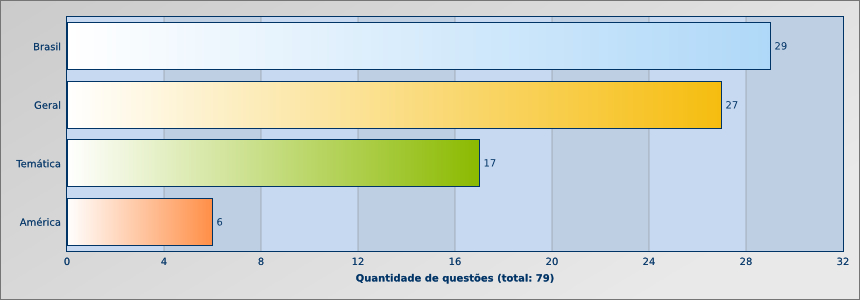 Brasil 29
Geral 27
Temática 17
América 6
0 4 8 12 16 20 24 28 32
Quantidade de questões (total: 79)